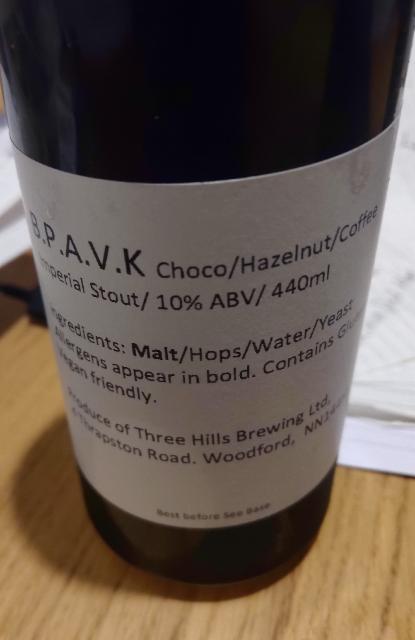 B.P.A.V.K Choco/Hazelnut/Coffee
Imperial Stout/ 10% ABV/ 440ml
Ingredients: Malt/Hops/Water/Yeast
Allergens appear in bold. Contains
Vegan friendly.
Produce of Three Hills Brewing Ltd,
Thrapston Road. Woodford,
Best before See Base